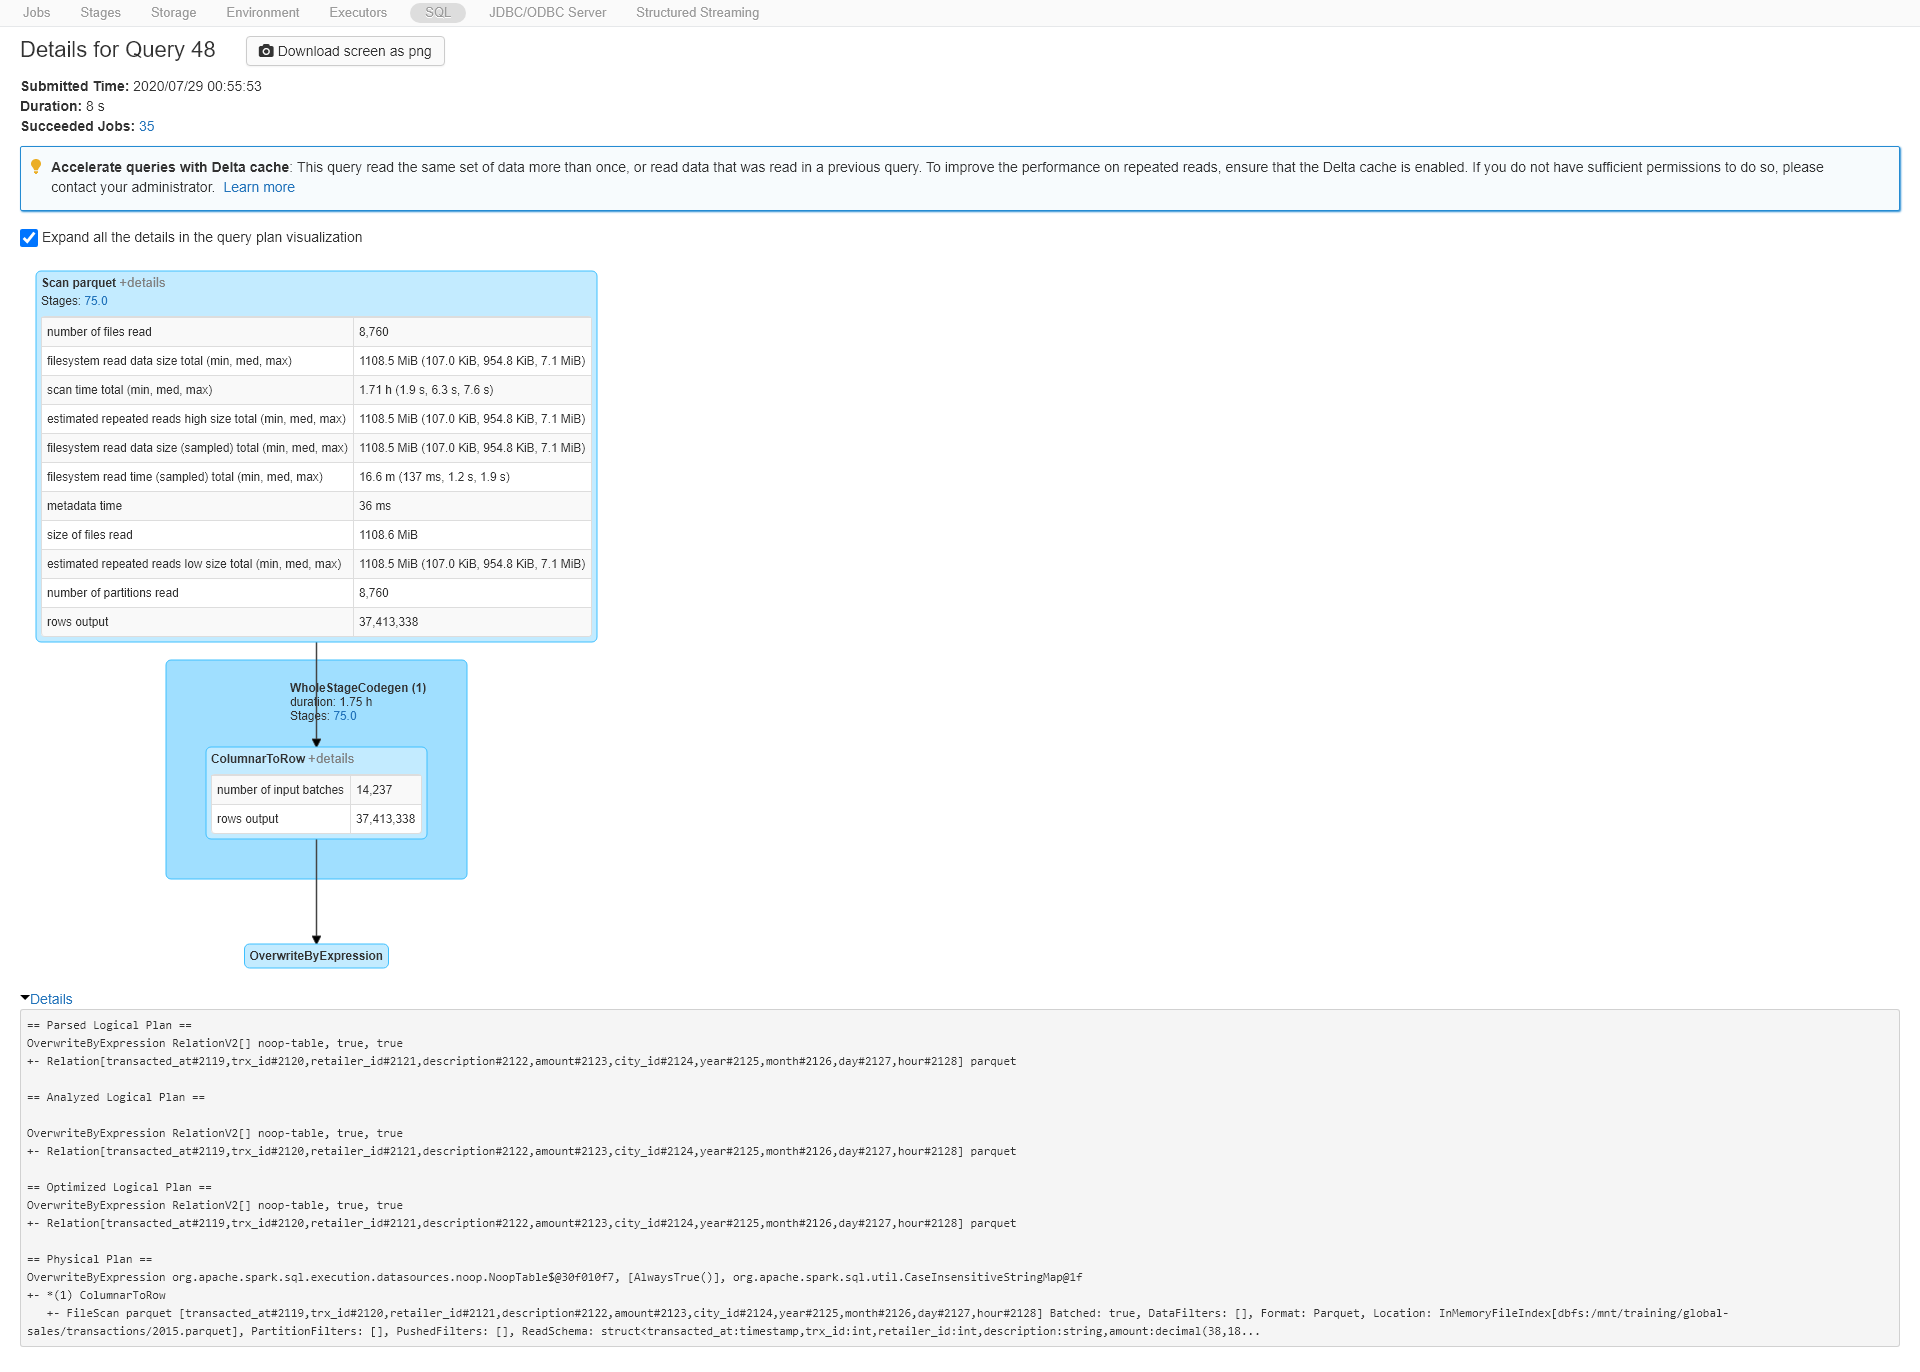 Jobs Stages Storage Environment Executors SQL JDBC/ODBC Server Structured Streaming
Details for Query 48 Download screen as png
Submitted Time: 2020/07/29 00:55:53
Duration: 8 s
Succeeded Jobs: 35
Accelerate queries with Delta cache: This query read the same set of data more than once, or read data that was read in a previous query. To improve the performance on repeated reads, ensure that the Delta cache is enabled. If you do not have sufficient permissions to do so, please
contact your administrator. Learn more
Expand all the details in the query plan visualization
Scan parquet +details
Stages: 75.0
number of files read 8,760
filesystem read data size total (min, med, max) 1108.5 MiB (107.0 KiB, 954.8 KiB, 7.1 MiB)
scan time total (min, med, max) 1.71 h (1.9 s, 6.3 s, 7.6 s)
estimated repeated reads high size total (min, med, max) 1108.5 MiB (107.0 KiB, 954.8 KiB, 7.1 MiB)
filesystem read data size (sampled) total (min, med, max) 1108.5 MiB (107.0 KiB, 954.8 KiB, 7.1 MiB)
filesystem read time (sampled) total (min, med, max) 16.6 m (137 ms, 1.2 s, 1.9 s)
metadata time 36 ms
size of files read 1108.6 MiB
estimated repeated reads low size total (min, med, max) 1108.5 MiB (107.0 KiB, 954.8 KiB, 7.1 MiB)
number of partitions read 8,760
rows output 37,413,338
WholeStageCodegen (1)
duration: 1.75 h
Stages: 75.0
ColumnarToRow +details
number of input batches 14,237
rows output 37,413,338
OverwriteByExpression
Details
== Parsed Logical Plan ==
OverwriteByExpression RelationV2[] noop-table, true, true
+- Relation[transacted_at#2119,trx_id#2120,retailer_id#2121,description#2122,amount#2123,city_id#2124,year#2125,month#2126,day#2127,hour#2128] parquet
== Analyzed Logical Plan ==
OverwriteByExpression RelationV2[] noop-table, true, true
+- Relation[transacted_at#2119,trx_id#2120,retailer_id#2121,description#2122,amount#2123,city_id#2124,year#2125,month#2126,day#2127,hour#2128] parquet
== Optimized Logical Plan ==
OverwriteByExpression RelationV2[] noop-table, true, true
+- Relation[transacted_at#2119,trx_id#2120,retailer_id#2121,description#2122,amount#2123,city_id#2124,year#2125,month#2126,day#2127,hour#2128] parquet
== Physical Plan ==
OverwriteByExpression org.apache.spark.sql.execution.datasources.noop.NoopTable$@30f010f7, [AlwaysTrue()], org.apache.spark.sql.util.CaseInsensitiveStringMap@1f
+- *(1) ColumnarToRow
+- FileScan parquet [transacted_at#2119,trx_id#2120,retailer_id#2121,description#2122,amount#2123,city_id#2124,year#2125,month#2126,day#2127,hour#2128] Batched: true, DataFilters: [], Format: Parquet, Location: InMemoryFileIndex[dbfs:/mnt/training/global-
sales/transactions/2015.parquet], PartitionFilters: [], PushedFilters: [], ReadSchema: struct<transacted_at:timestamp,trx_id:int,retailer_id:int,description:string,amount:decimal(38,18...